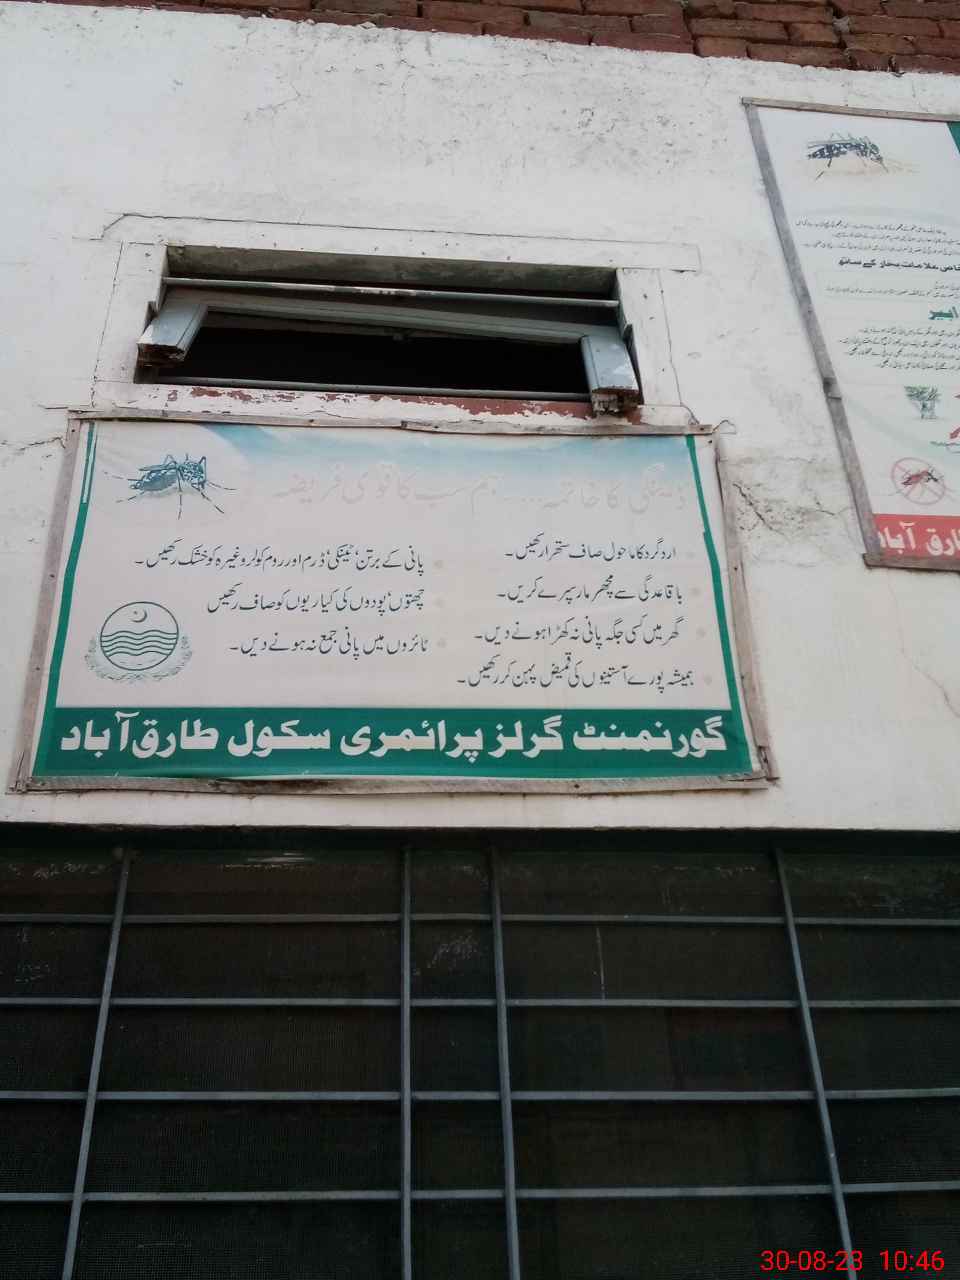 ڈینگی کا خاتمہ.... ہم سب کا قومی فریضہ
اردگرد کا ماحول صاف ستھرا رکھیں۔
باقاعدگی سے مچھر مار سپرے کریں۔
گھر میں کسی جگہ پانی نہ کھڑا ہونے دیں۔
ہمیشہ پورے آستینوں کی قمیض پہن کر رکھیں۔
پانی کے برتن، ٹینکی، ڈرم اور روم کولر وغیرہ کو خشک رکھیں۔
چھتوں، پودوں کی کیاریوں کو صاف رکھیں
ٹائروں میں پانی جمع نہ ہونے دیں۔
گورنمنٹ گرلز پرائمری سکول طارق آباد
علامات بخار کے ساتھ
طارق آباد
30-08-23 10:46